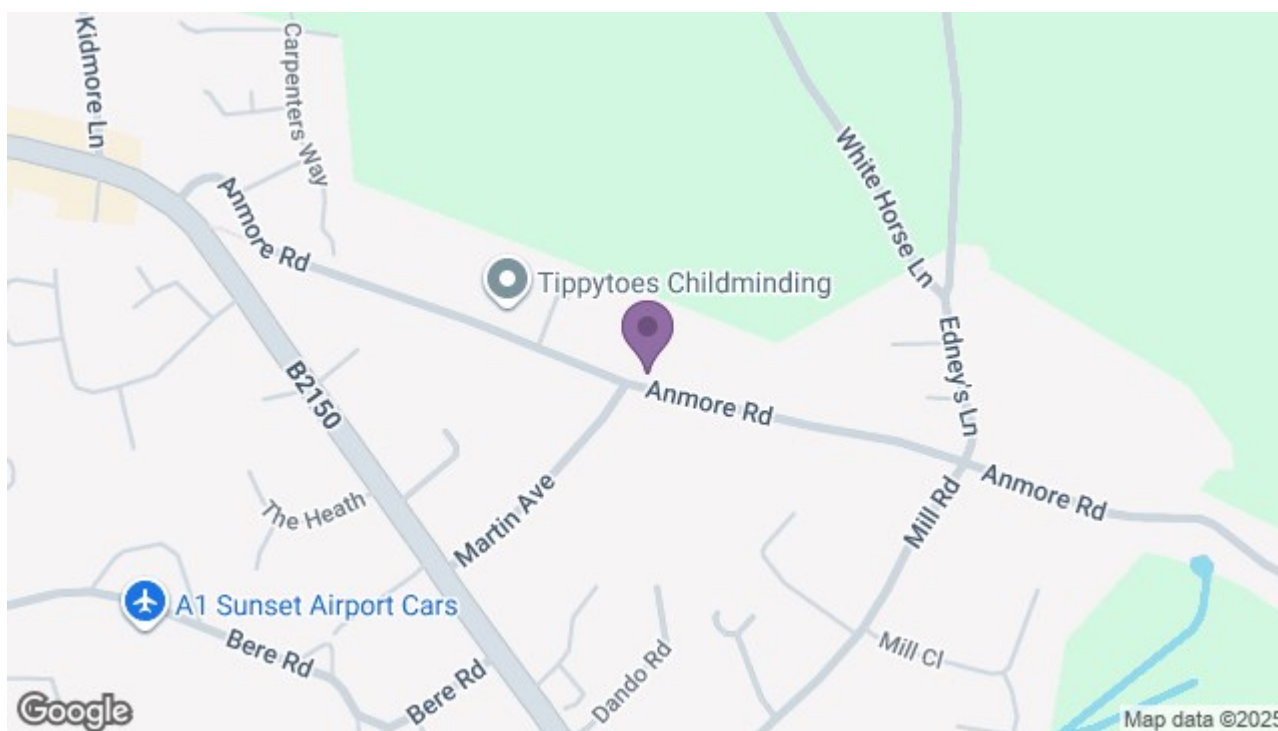 Kidmore Ln
Carpenters Way
White Horse Ln
Anmore Rd
Tippytoes Childminding
Edney's Ln
B2150
Anmore Rd
Anmore Rd
The Heath
Martin Ave
Mill Rd
A1 Sunset Airport Cars
Bere Rd
Bere Rd
Dando Rd
Mill Cl
Google
Map data ©2025